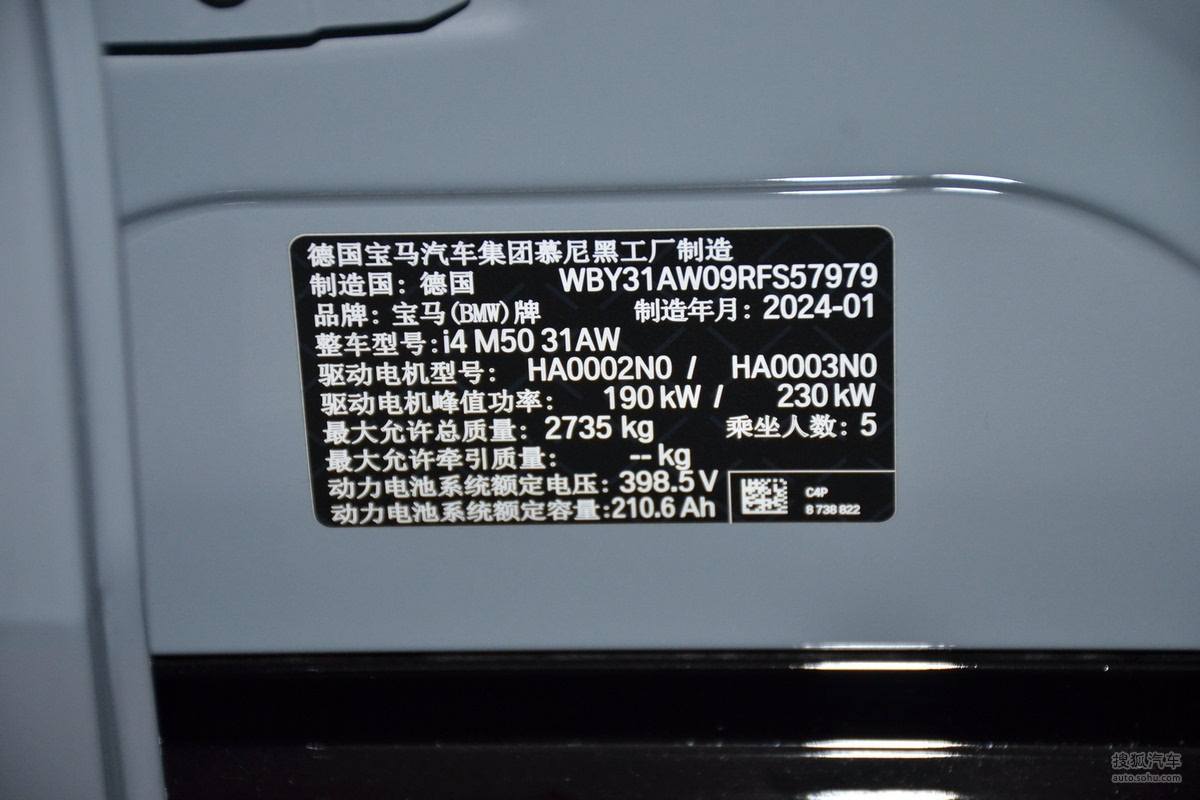 德国宝马汽车集团慕尼黑工厂制造
制造国：德国 WBY31AW09RFS57979
品牌：宝马(BMW)牌 制造年月：2024-01
整车型号:i4 M50 31AW
驱动电机型号： HA0002N0 / HA0003N0
驱动电机峰值功率： 190 kW / 230 kW
最大允许总质量： 2735 kg 乘坐人数：5
最大允许牵引质量： -- kg
动力电池系统额定电压：398.5 V
动力电池系统额定容量:210.6 Ah
C4P
8 738 822
搜狐汽车
auto.sohu.com